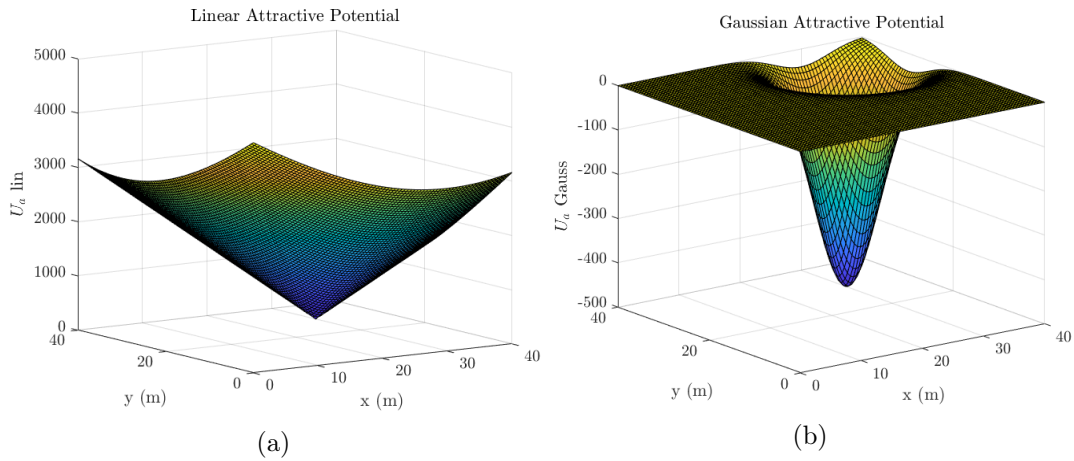 Linear Attractive Potential
5000
4000
3000
2000
1000
0
U_a lin
40
20
0
y (m)
0
10
20
30
40
x (m)
(a)
Gaussian Attractive Potential
0
-100
-200
-300
-400
-500
U_a Gauss
40
20
0
y (m)
0
10
20
30
40
x (m)
(b)